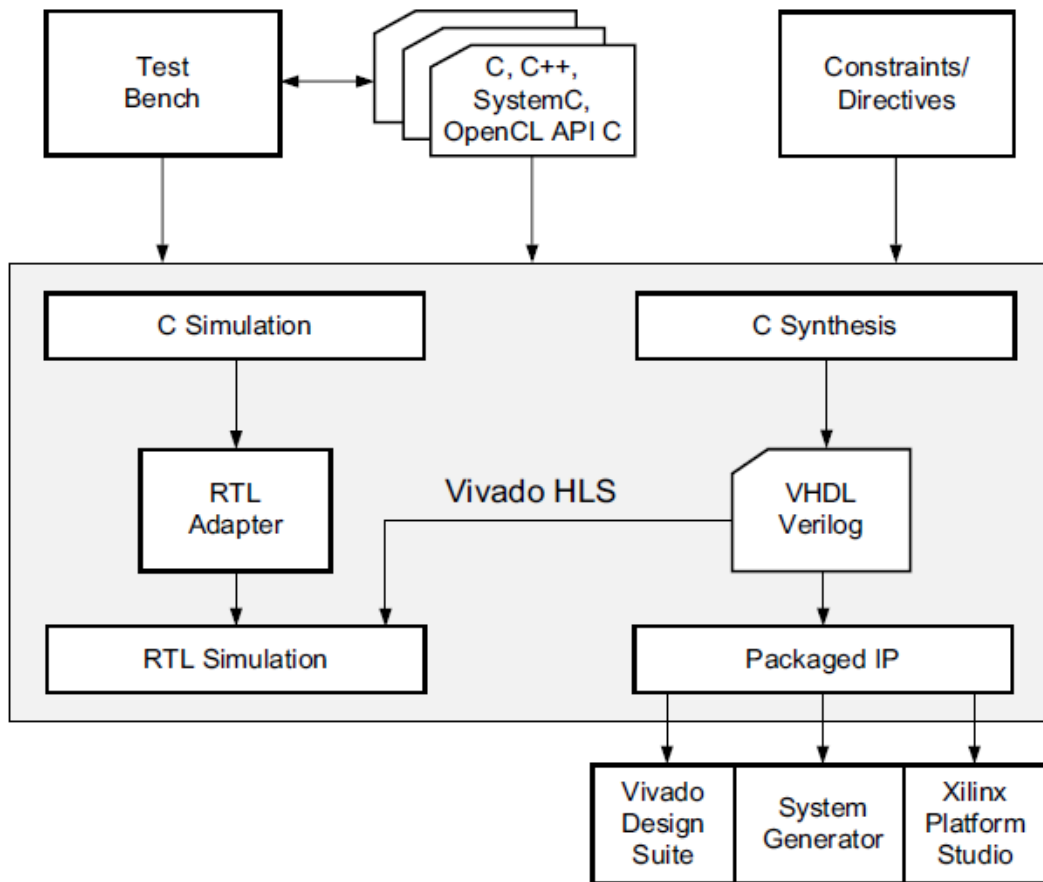 Test
Bench
C, C++,
SystemC,
OpenCL API C
Constraints/
Directives
C Simulation
C Synthesis
RTL
Adapter
Vivado HLS
VHDL
Verilog
RTL Simulation
Packaged IP
Vivado
Design
Suite
System
Generator
Xilinx
Platform
Studio